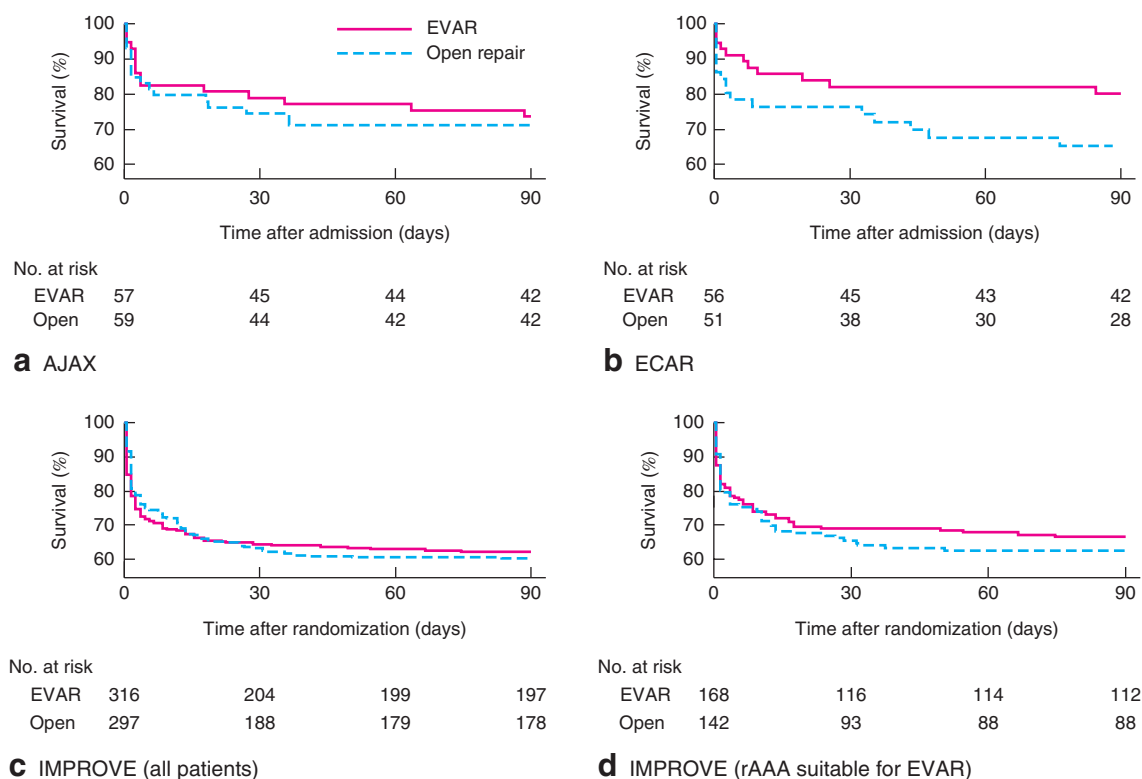 EVAR
Open repair
Survival (%)
100
90
80
70
60
0 30 60 90
Time after admission (days)
No. at risk
EVAR 57 45 44 42
Open 59 44 42 42
a AJAX
Survival (%)
100
90
80
70
60
0 30 60 90
Time after admission (days)
No. at risk
EVAR 56 45 43 42
Open 51 38 30 28
b ECAR
Survival (%)
100
90
80
70
60
0 30 60 90
Time after randomization (days)
No. at risk
EVAR 316 204 199 197
Open 297 188 179 178
c IMPROVE (all patients)
Survival (%)
100
90
80
70
60
0 30 60 90
Time after randomization (days)
No. at risk
EVAR 168 116 114 112
Open 142 93 88 88
d IMPROVE (rAAA suitable for EVAR)